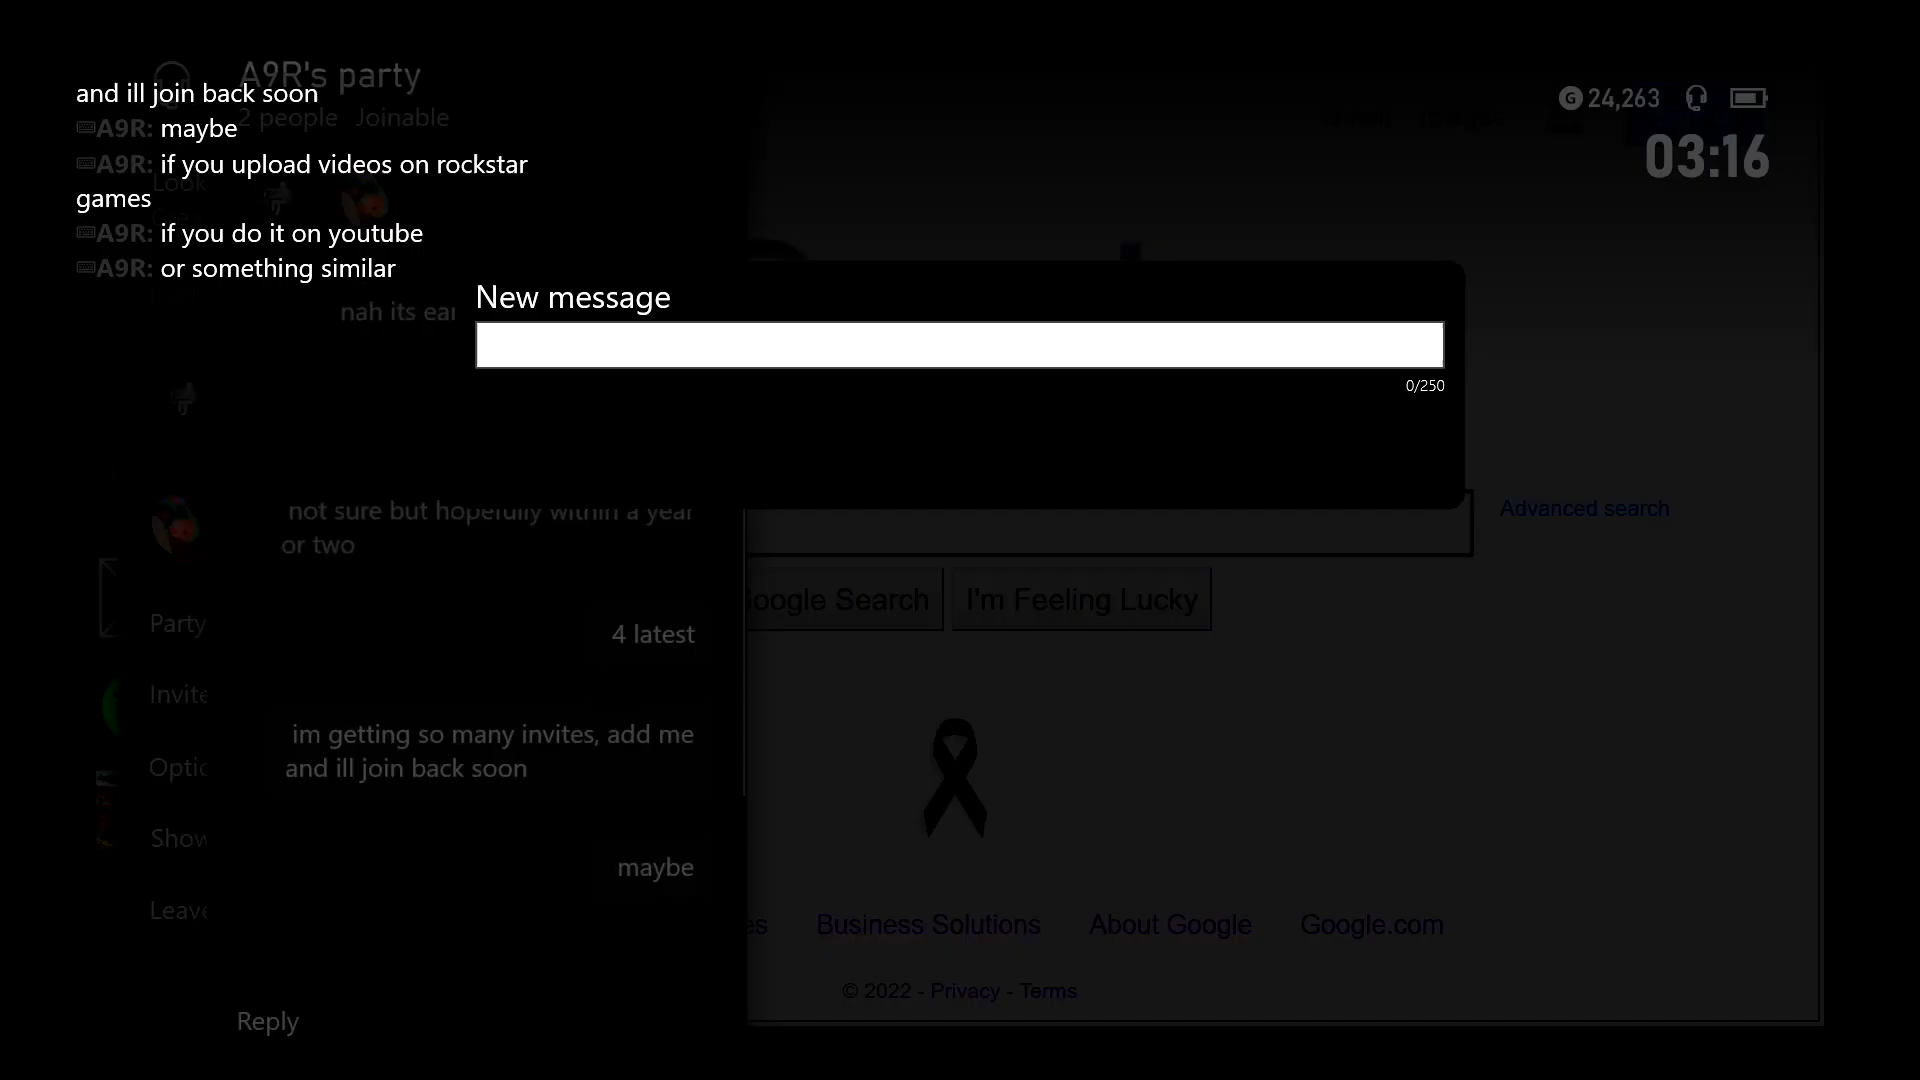 A9R's party
2 people Joinable
and ill join back soon
A9R: maybe
A9R: if you upload videos on rockstar
games
A9R: if you do it on youtube
A9R: or something similar
G 24,263
03:16
Look
nah its ear
New message
0/250
not sure but hopefully within a year
or two
Advanced search
oogle Search
I'm Feeling Lucky
Party
4 latest
Invite
im getting so many invites, add me
and ill join back soon
Optic
Show
maybe
Leave
es Business Solutions About Google Google.com
© 2022 - Privacy - Terms
Reply